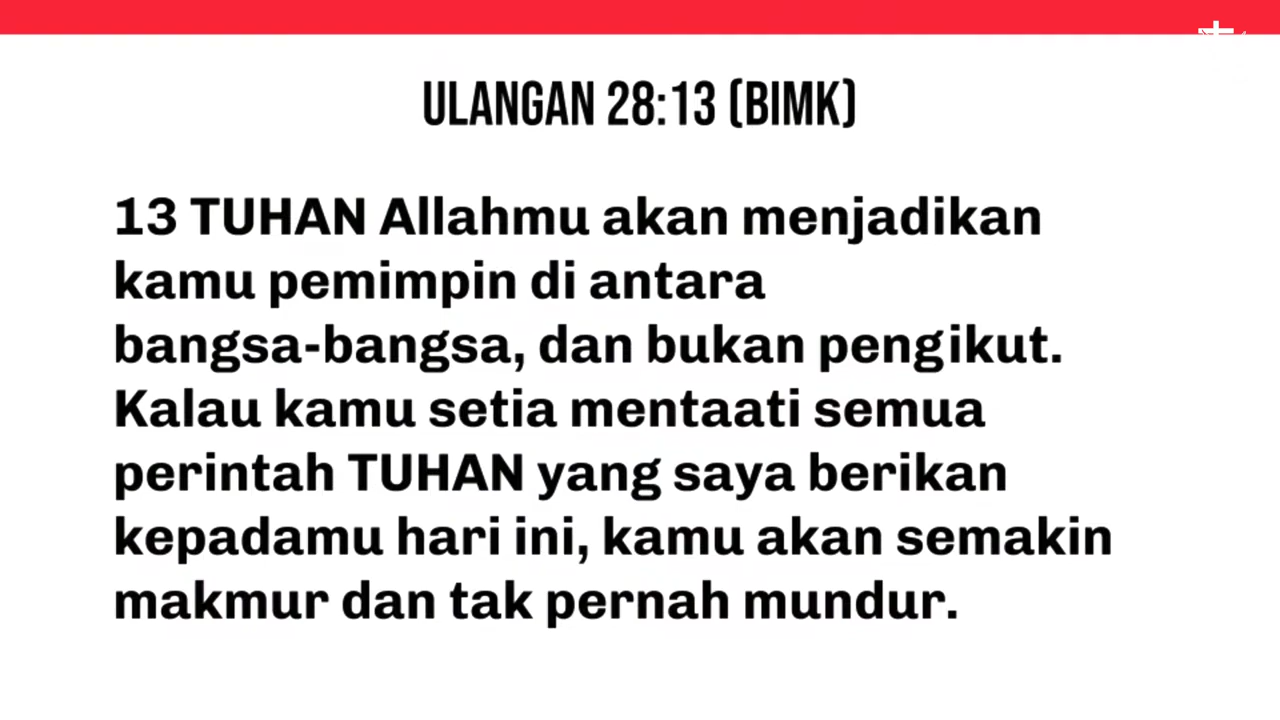 ULANGAN 28:13 (BIMK)
13 TUHAN Allahmu akan menjadikan
kamu pemimpin di antara
bangsa-bangsa, dan bukan pengikut.
Kalau kamu setia mentaati semua
perintah TUHAN yang saya berikan
kepadamu hari ini, kamu akan semakin
makmur dan tak pernah mundur.